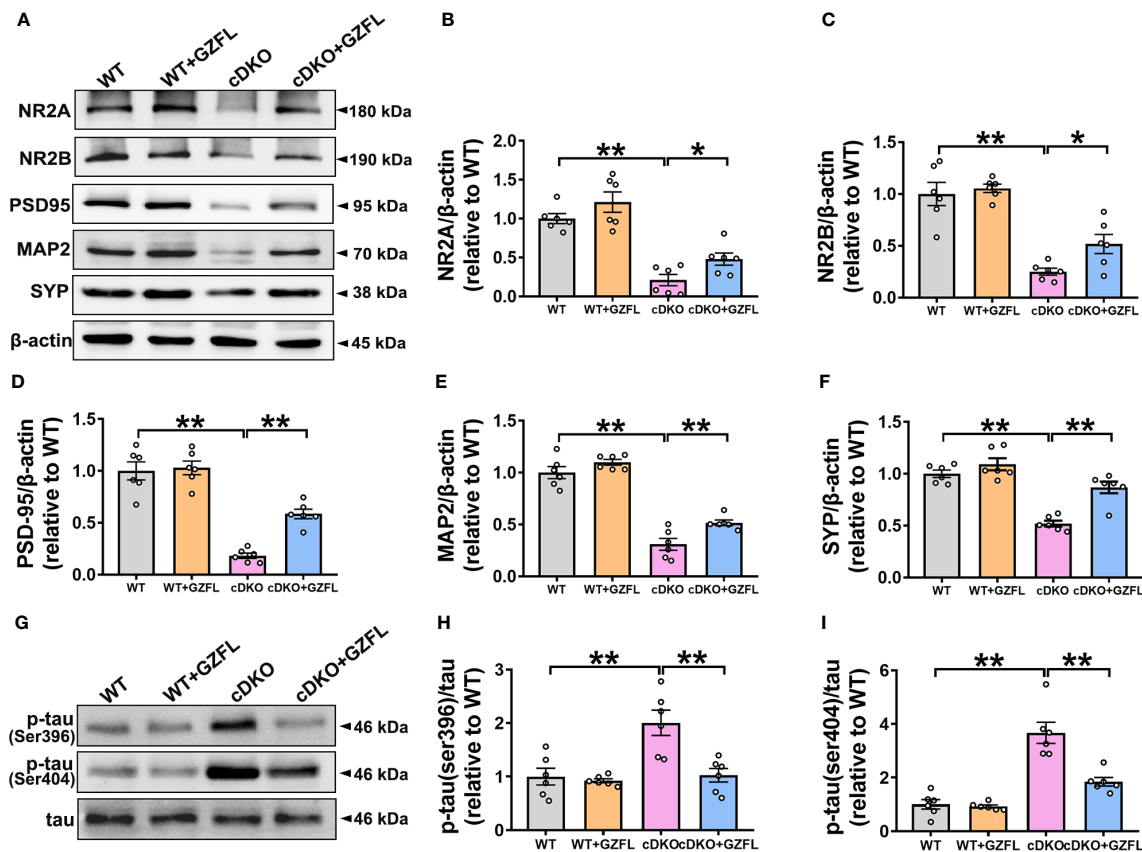 A
WT
WT+GZFL
cDKO
cDKO+GZFL
NR2A
180 kDa
NR2B
190 kDa
PSD95
95 kDa
MAP2
70 kDa
SYP
38 kDa
β-actin
45 kDa
B
NR2A/β-actin
(relative to WT)
2.0
1.5
1.0
0.5
0.0
**
*
WT
WT+GZFL
cDKO
cDKO+GZFL
C
NR2B/β-actin
(relative to WT)
1.5
1.0
0.5
0.0
**
*
WT
WT+GZFL
cDKO
cDKO+GZFL
D
PSD-95/β-actin
(relative to WT)
1.5
1.0
0.5
0.0
**
**
WT
WT+GZFL
cDKO
cDKO+GZFL
E
MAP2/β-actin
(relative to WT)
1.5
1.0
0.5
0.0
**
**
WT
WT+GZFL
cDKO
cDKO+GZFL
F
SYP/β-actin
(relative to WT)
1.5
1.0
0.5
0.0
**
**
WT
WT+GZFL
cDKO
cDKO+GZFL
G
WT
WT+GZFL
cDKO
cDKO+GZFL
p-tau
(Ser396)
46 kDa
p-tau
(Ser404)
46 kDa
tau
46 kDa
H
p-tau(ser396)/tau
(relative to WT)
3
2
1
0
**
**
WT
WT+GZFL
cDKO
cDKO+GZFL
I
p-tau(ser404)/tau
(relative to WT)
6
4
2
0
**
**
WT
WT+GZFL
cDKO
cDKO+GZFL